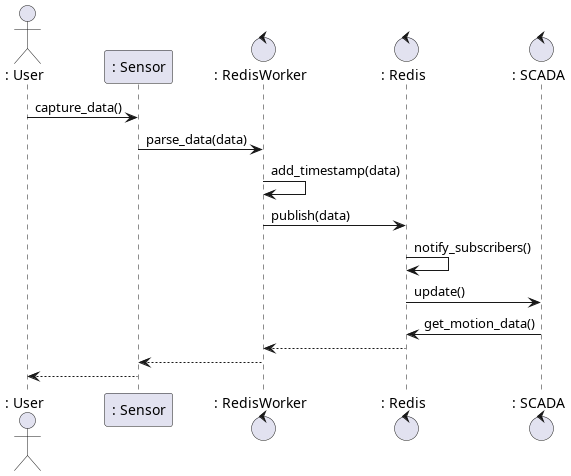 : User
: Sensor
: RedisWorker
: Redis
: SCADA
capture_data()
parse_data(data)
add_timestamp(data)
publish(data)
notify_subscribers()
update()
get_motion_data()
: User
: Sensor
: RedisWorker
: Redis
: SCADA